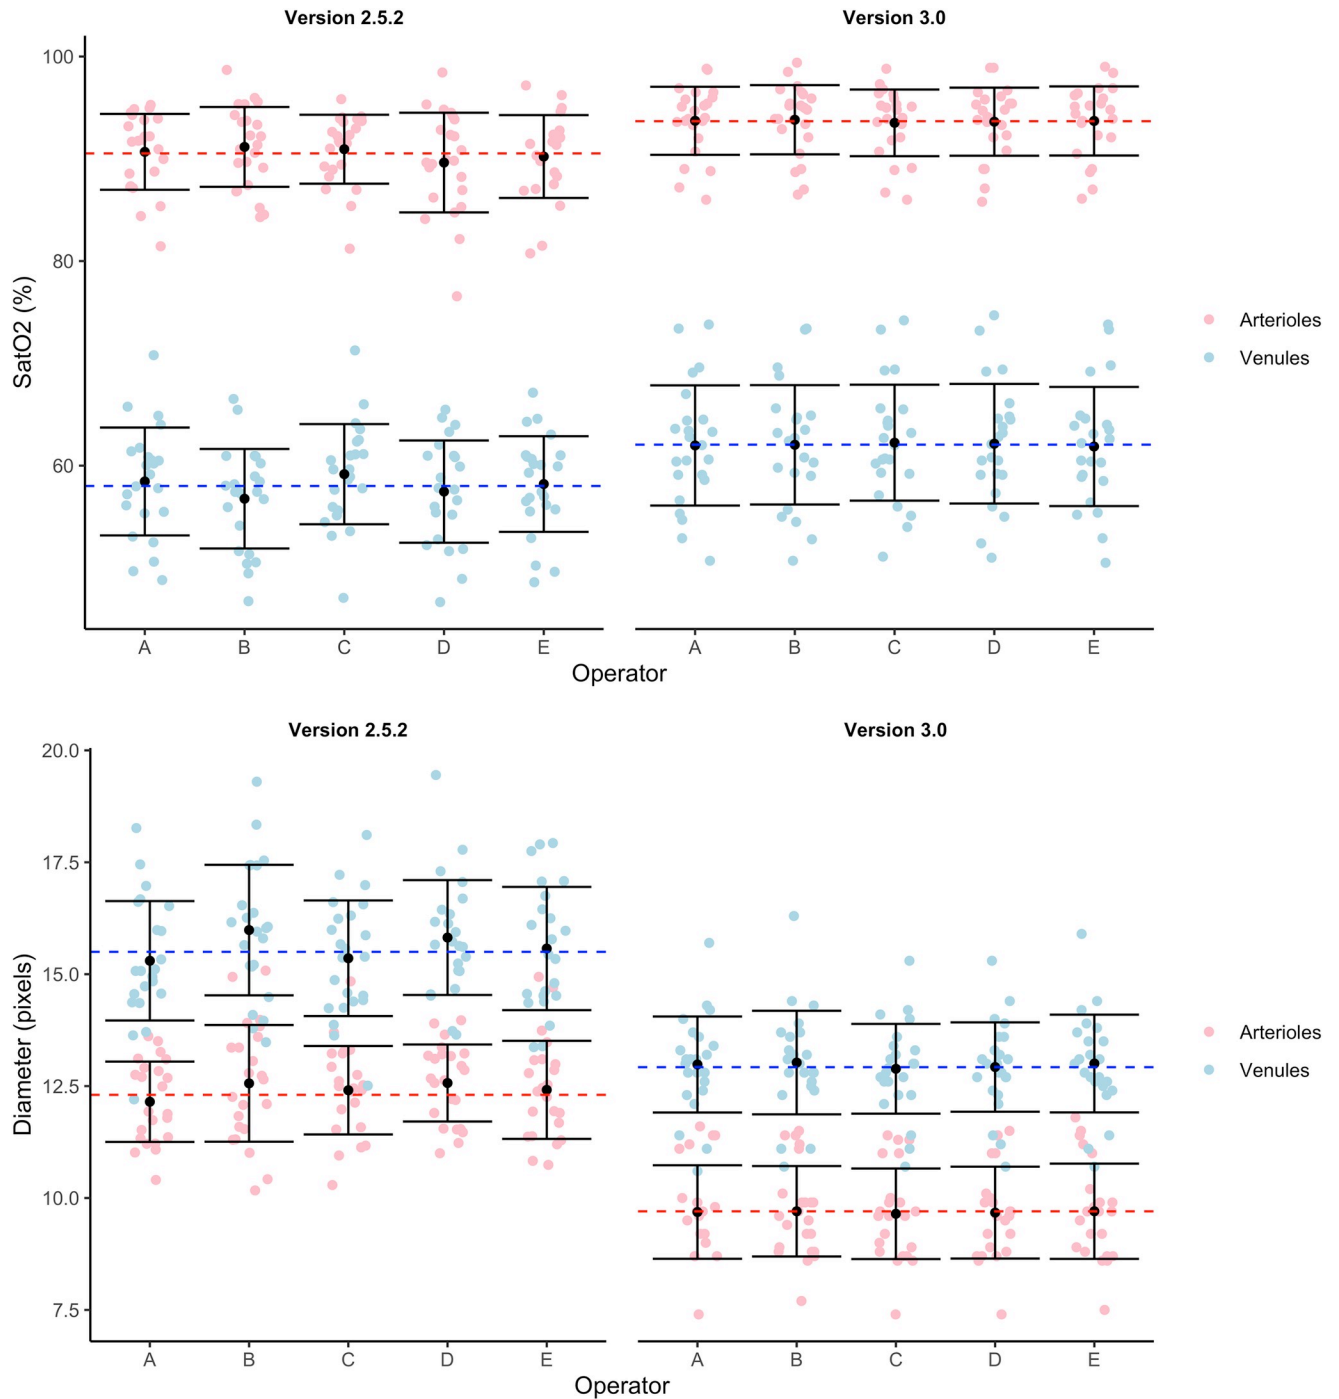 Version 2.5.2 Version 3.0
100
80
60
SatO2 (%)
Arterioles
Venules
A B C D E A B C D E
Operator
Version 2.5.2 Version 3.0
20.0
17.5
15.0
12.5
10.0
7.5
Diameter (pixels)
Arterioles
Venules
A B C D E A B C D E
Operator